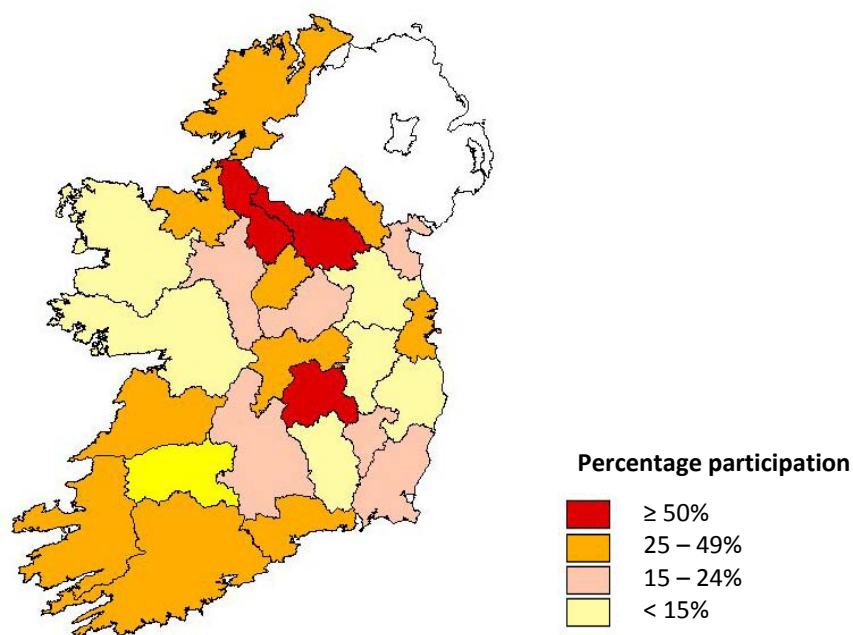 Percentage participation
≥ 50%
25 – 49%
15 – 24%
< 15%